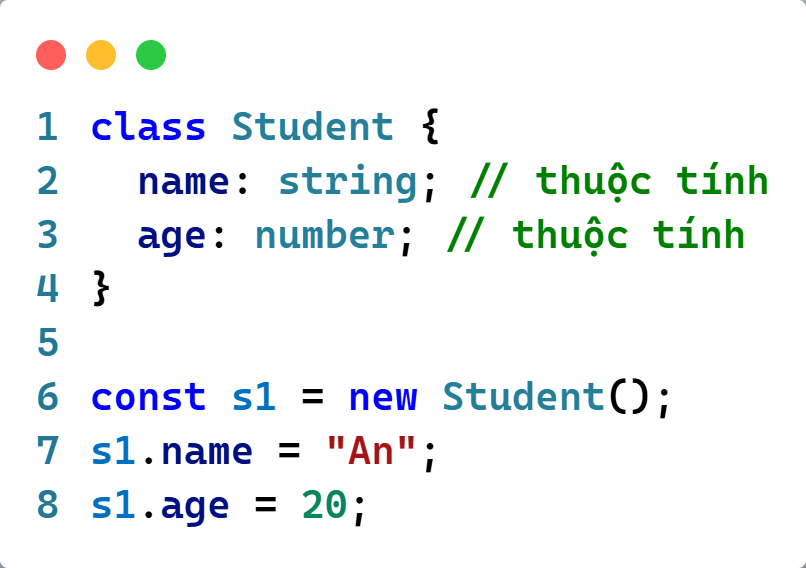 1 class Student {
2   name: string; // thuộc tính
3   age: number; // thuộc tính
4 }
5
6 const s1 = new Student();
7 s1.name = "An";
8 s1.age = 20;